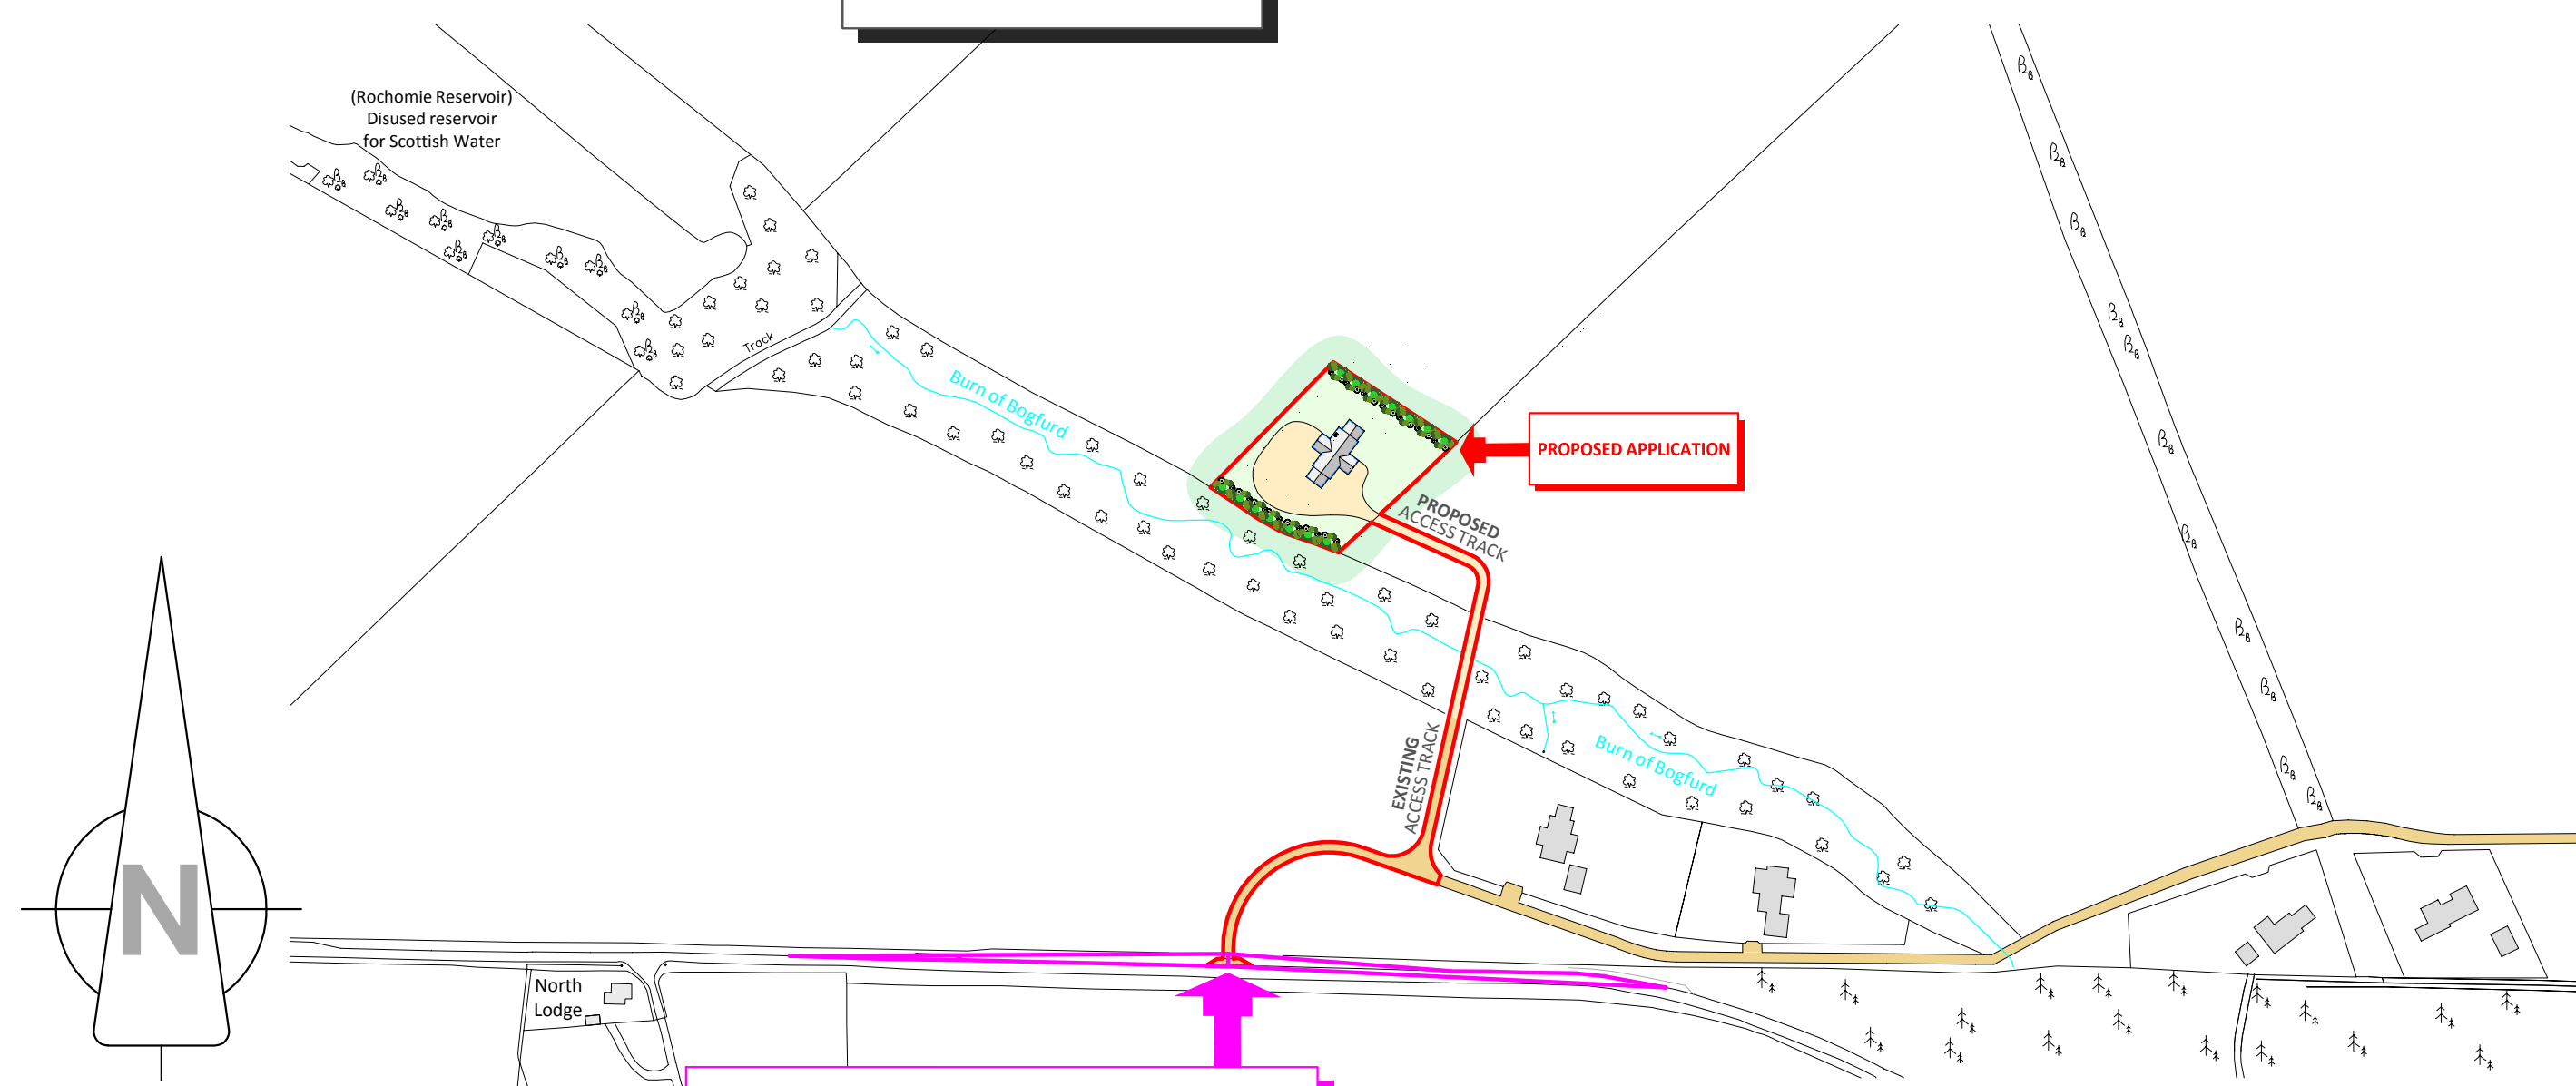 (Rochomie Reservoir)
Disused reservoir
for Scottish Water
Track
Burn of Bogfurd
PROPOSED APPLICATION
PROPOSED
ACCESS TRACK
EXISTING
ACCESS TRACK
Burn of Bogfurd
N
North
Lodge